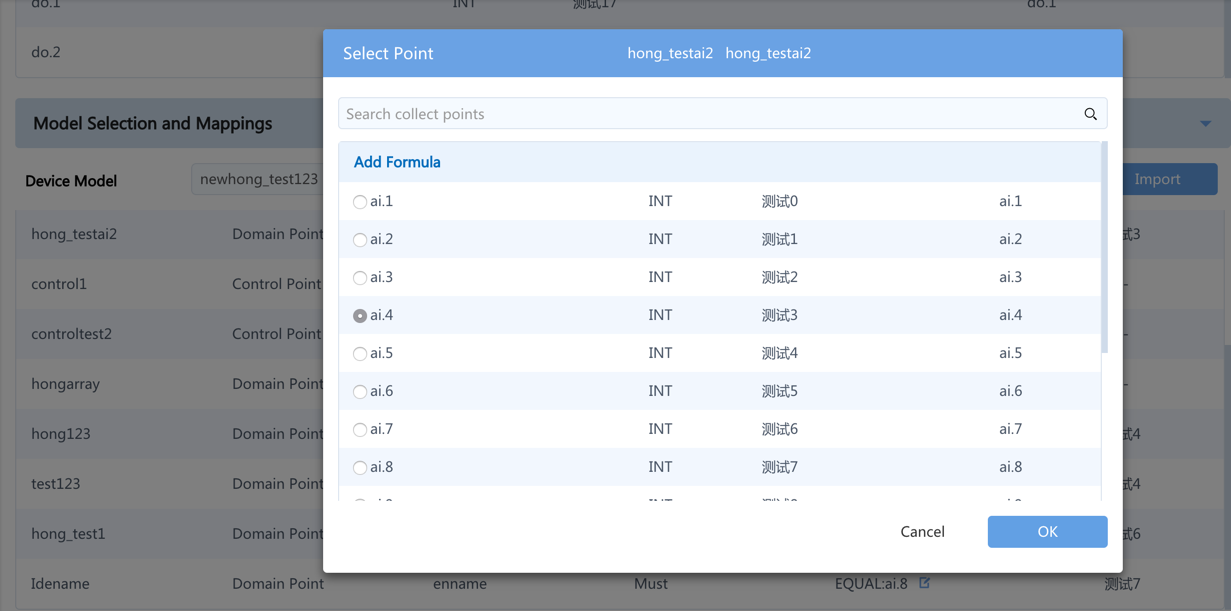 do.1 INT 测试17 do.1
do.2
Select Point hong_testai2 hong_testai2
Search collect points
Model Selection and Mappings
Add Formula
Device Model newhong_test123 Import
ai.1 INT 测试0 ai.1
hong_testai2 Domain Point 试3
ai.2 INT 测试1 ai.2
control1 Control Point -
ai.3 INT 测试2 ai.3
controltest2 Control Point -
ai.4 INT 测试3 ai.4
ai.5 INT 测试4 ai.5
hongarray Domain Point -
ai.6 INT 测试5 ai.6
hong123 Domain Point 试4
ai.7 INT 测试6 ai.7
ai.8 INT 测试7 ai.8
test123 Domain Point 试4
hong_test1 Domain Point 试6
Cancel OK
Idename Domain Point enname Must EQUAL:ai.8 测试7